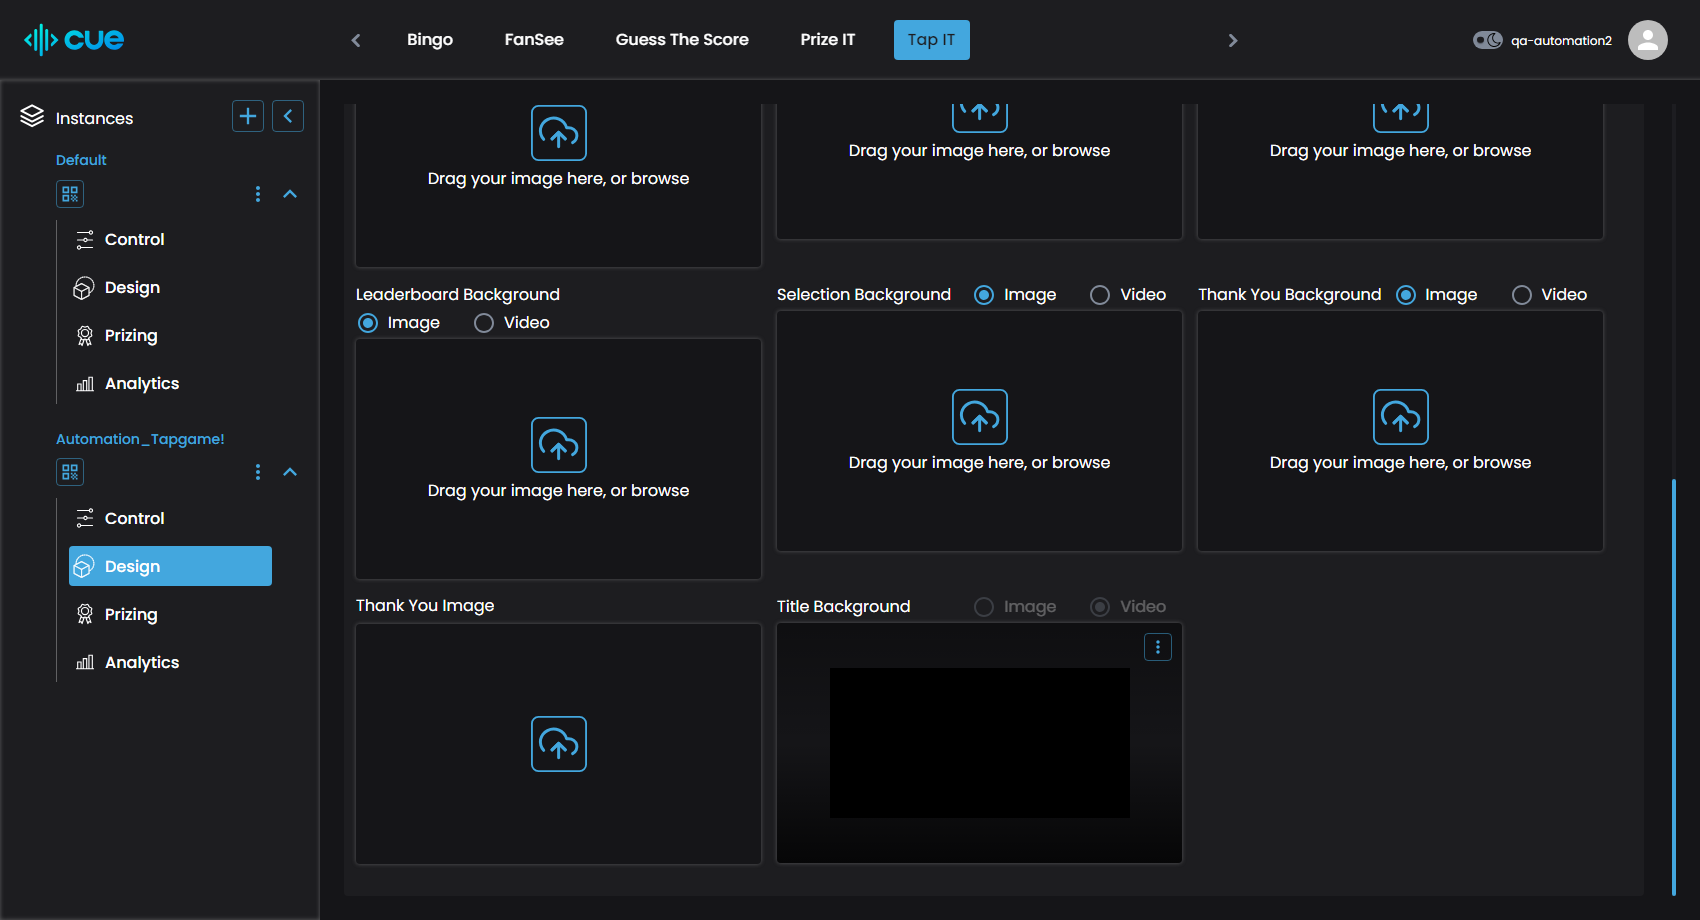 cue
Bingo
FanSee
Guess The Score
Prize IT
Tap IT
qa-automation2
Instances
Default
Control
Design
Prizing
Analytics
Automation_Tapgame!
Control
Design
Prizing
Analytics
Drag your image here, or browse
Drag your image here, or browse
Drag your image here, or browse
Leaderboard Background
Image Video
Drag your image here, or browse
Selection Background Image Video
Drag your image here, or browse
Thank You Background Image Video
Drag your image here, or browse
Thank You Image
Title Background Image Video